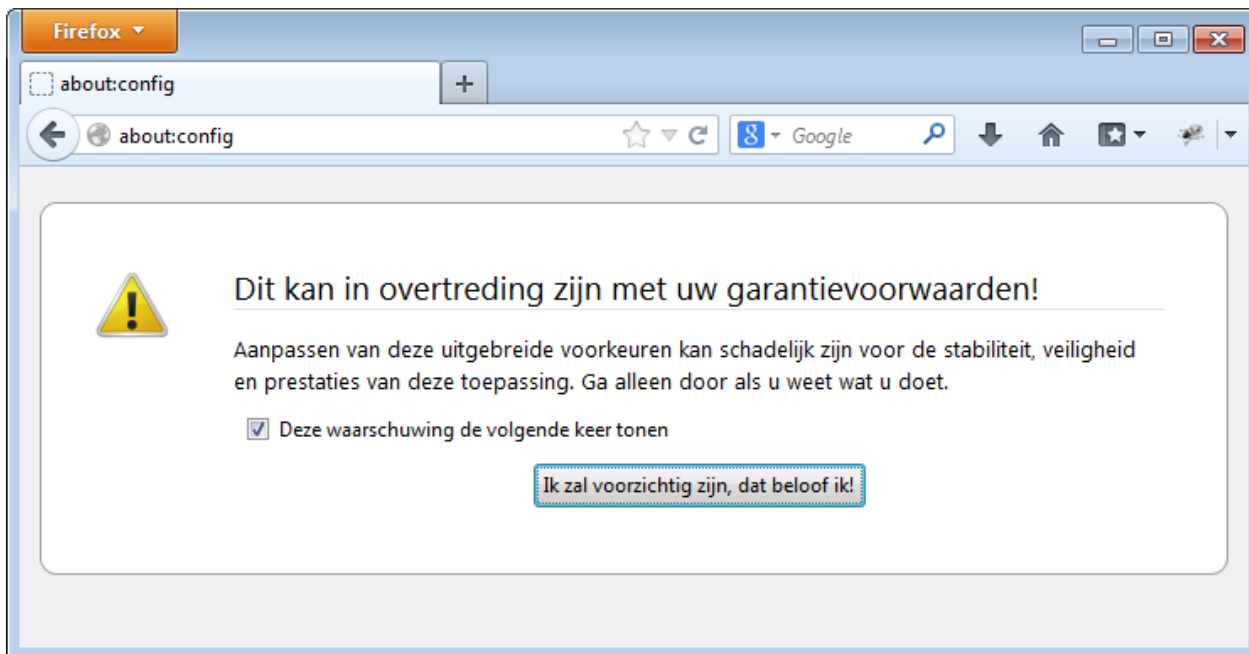 Firefox
about:config
about:config
Google
Dit kan in overtreding zijn met uw garantievoorwaarden!
Aanpassen van deze uitgebreide voorkeuren kan schadelijk zijn voor de stabiliteit, veiligheid
en prestaties van deze toepassing. Ga alleen door als u weet wat u doet.
Deze waarschuwing de volgende keer tonen
Ik zal voorzichtig zijn, dat beloof ik!